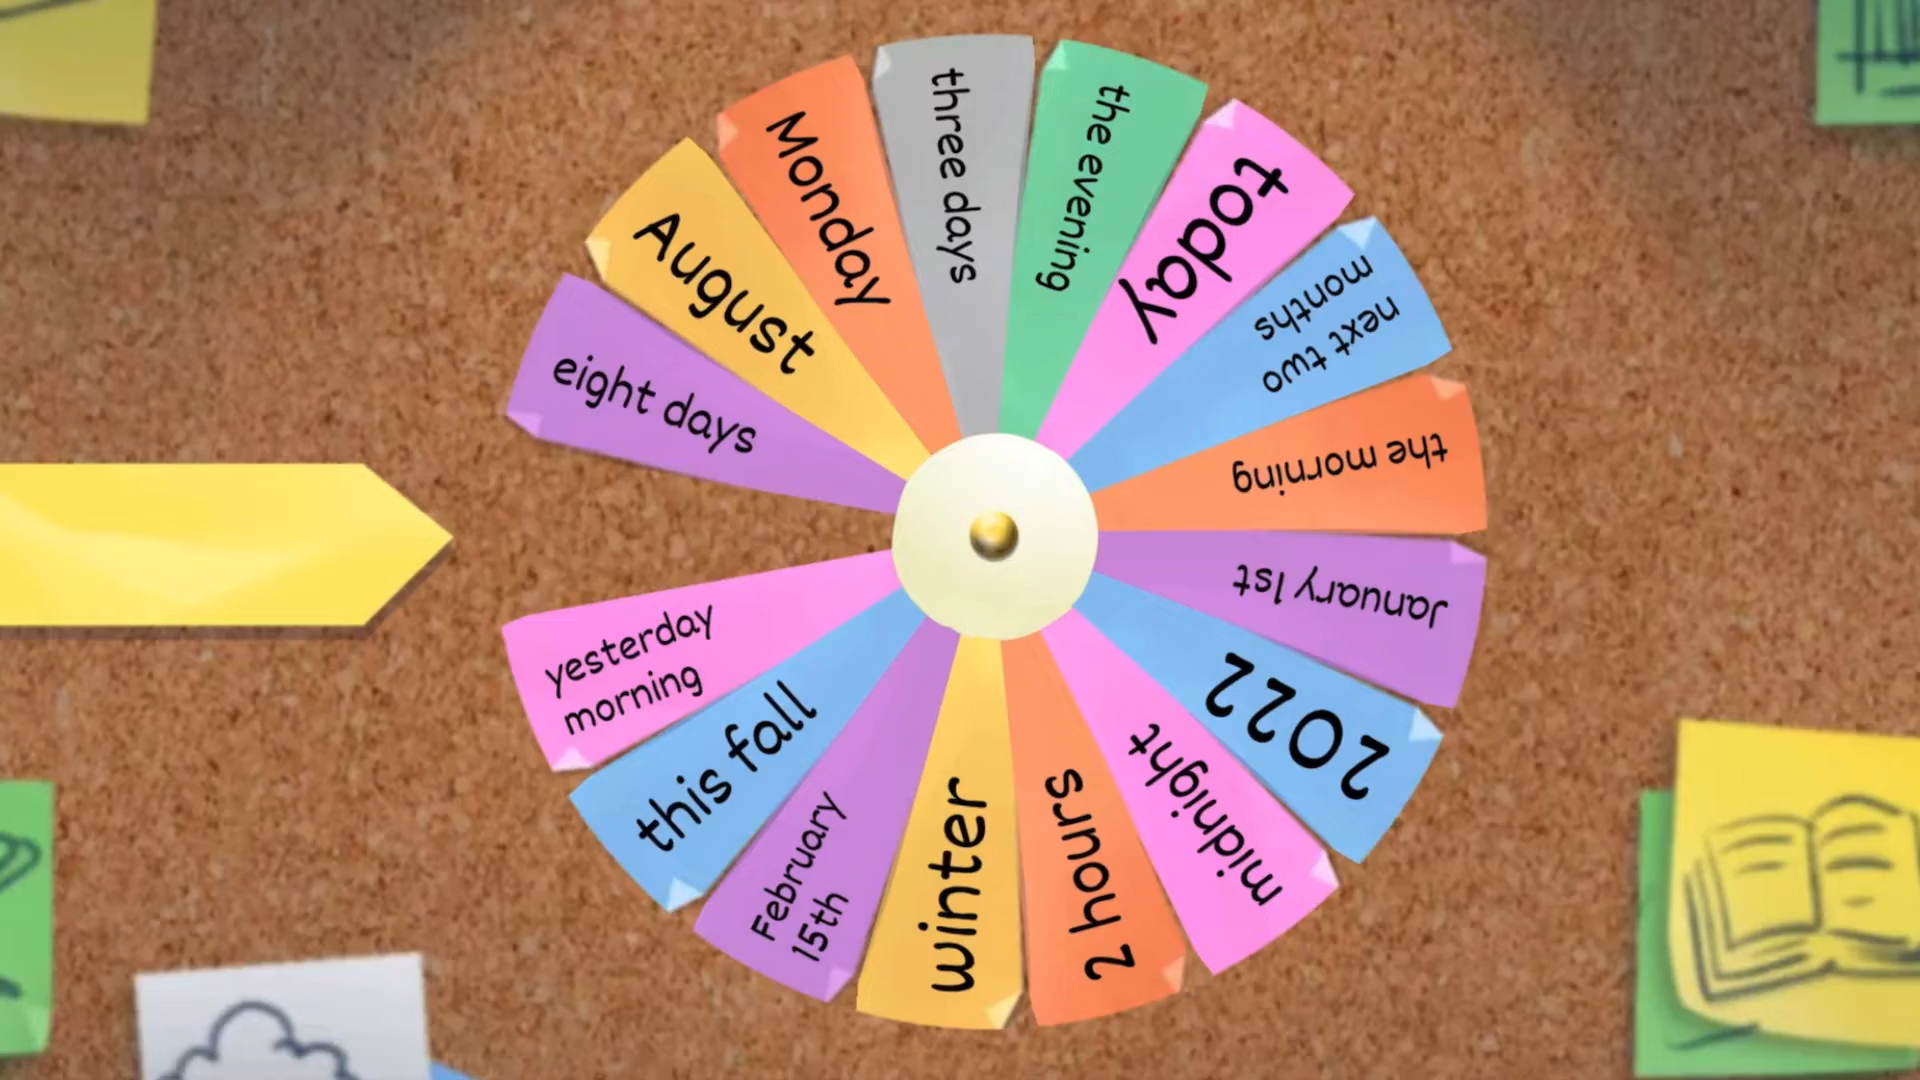 three days
the evening
today
next two
months
the morning
January 1st
2022
midnight
2 hours
winter
February
15th
this fall
yesterday
morning
eight days
August
Monday